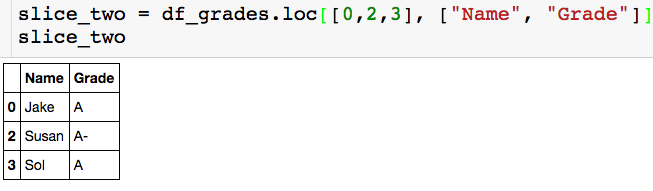 slice_two = df_grades.loc[[0,2,3], ["Name", "Grade"]]
slice_two
Name Grade
0 Jake A
2 Susan A-
3 Sol A